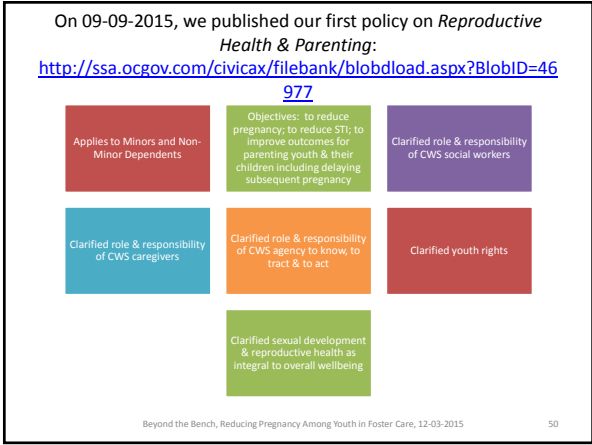 On 09-09-2015, we published our first policy on Reproductive
Health & Parenting:
http://ssa.ocgov.com/civicax/filebank/blobdload.aspx?BlobID=46
977
Applies to Minors and Non-
Minor Dependents
Objectives: to reduce
pregnancy; to reduce STI; to
improve outcomes for
parenting youth & their
children including delaying
subsequent pregnancy
Clarified role & responsibility
of CWS social workers
Clarified role & responsibility
of CWS caregivers
Clarified role & responsibility
of CWS agency to know, to
tract & to act
Clarified youth rights
Clarified sexual development
& reproductive health as
integral to overall wellbeing
Beyond the Bench, Reducing Pregnancy Among Youth in Foster Care, 12-03-2015
50